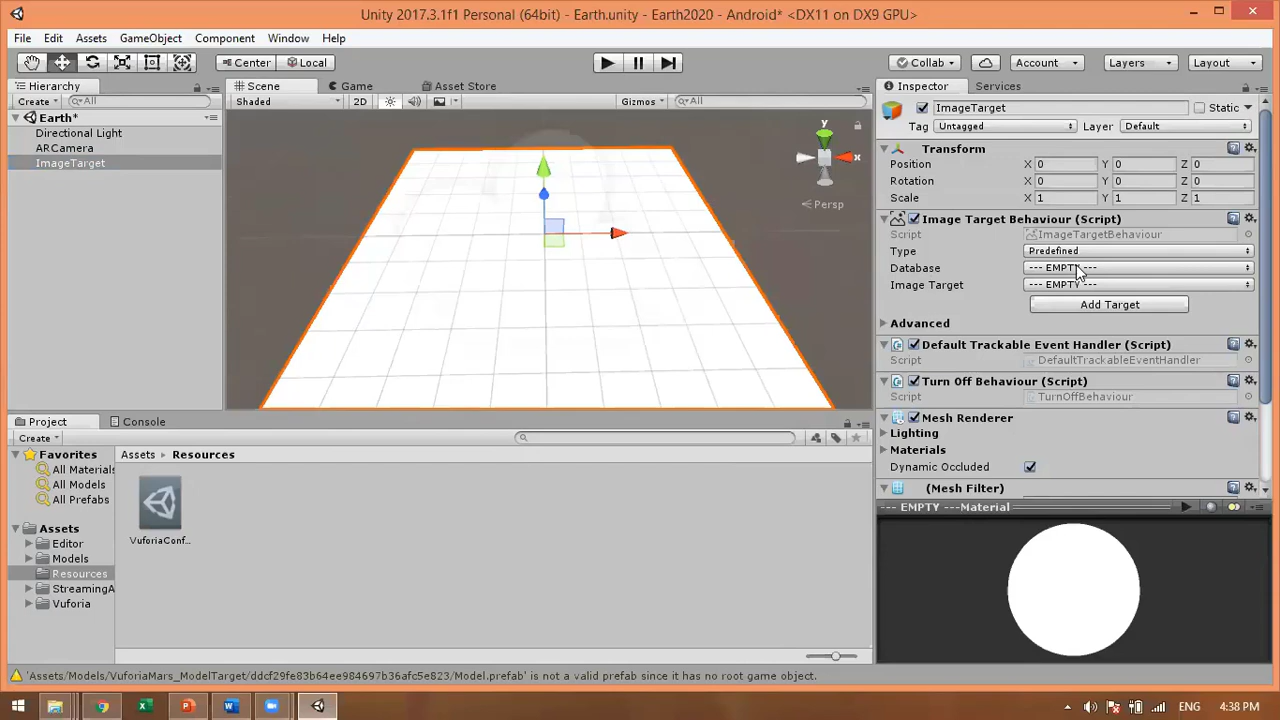 Unity 2017.3.1f1 Personal (64bit) - Earth.unity - Earth2020 - Android* <DX11 on DX9 GPU>
File Edit Assets GameObject Component Window Help
Center Local Collab Account Layers Layout
Hierarchy Scene Game Asset Store Inspector Services
Create All Shaded 2D Gizmos All ImageTarget Static
Earth*
Directional Light
ARCamera
ImageTarget
y
x
Persp
Tag Untagged Layer Default
Transform
Position X 0 Y 0 Z 0
Rotation X 0 Y 0 Z 0
Scale X 1 Y 1 Z 1
Image Target Behaviour (Script)
Script ImageTargetBehaviour
Type Predefined
Database --- EMPTY ---
Image Target --- EMPTY ---
Add Target
Advanced
Default Trackable Event Handler (Script)
Script DefaultTrackableEventHandler
Turn Off Behaviour (Script)
Script TurnOffBehaviour
Mesh Renderer
Lighting
Materials
Dynamic Occluded
(Mesh Filter)
--- EMPTY ---Material
Project Console
Create
Favorites
All Materials
All Models
All Prefabs
Assets
Editor
Models
Resources
StreamingA
Vuforia
Assets Resources
VuforiaConf...
'Assets/Models/VuforiaMars_ModelTarget/ddcf29fe83b64ee984697b36afc5e823/Model.prefab' is not a valid prefab since it has no root game object.
ENG 4:38 PM